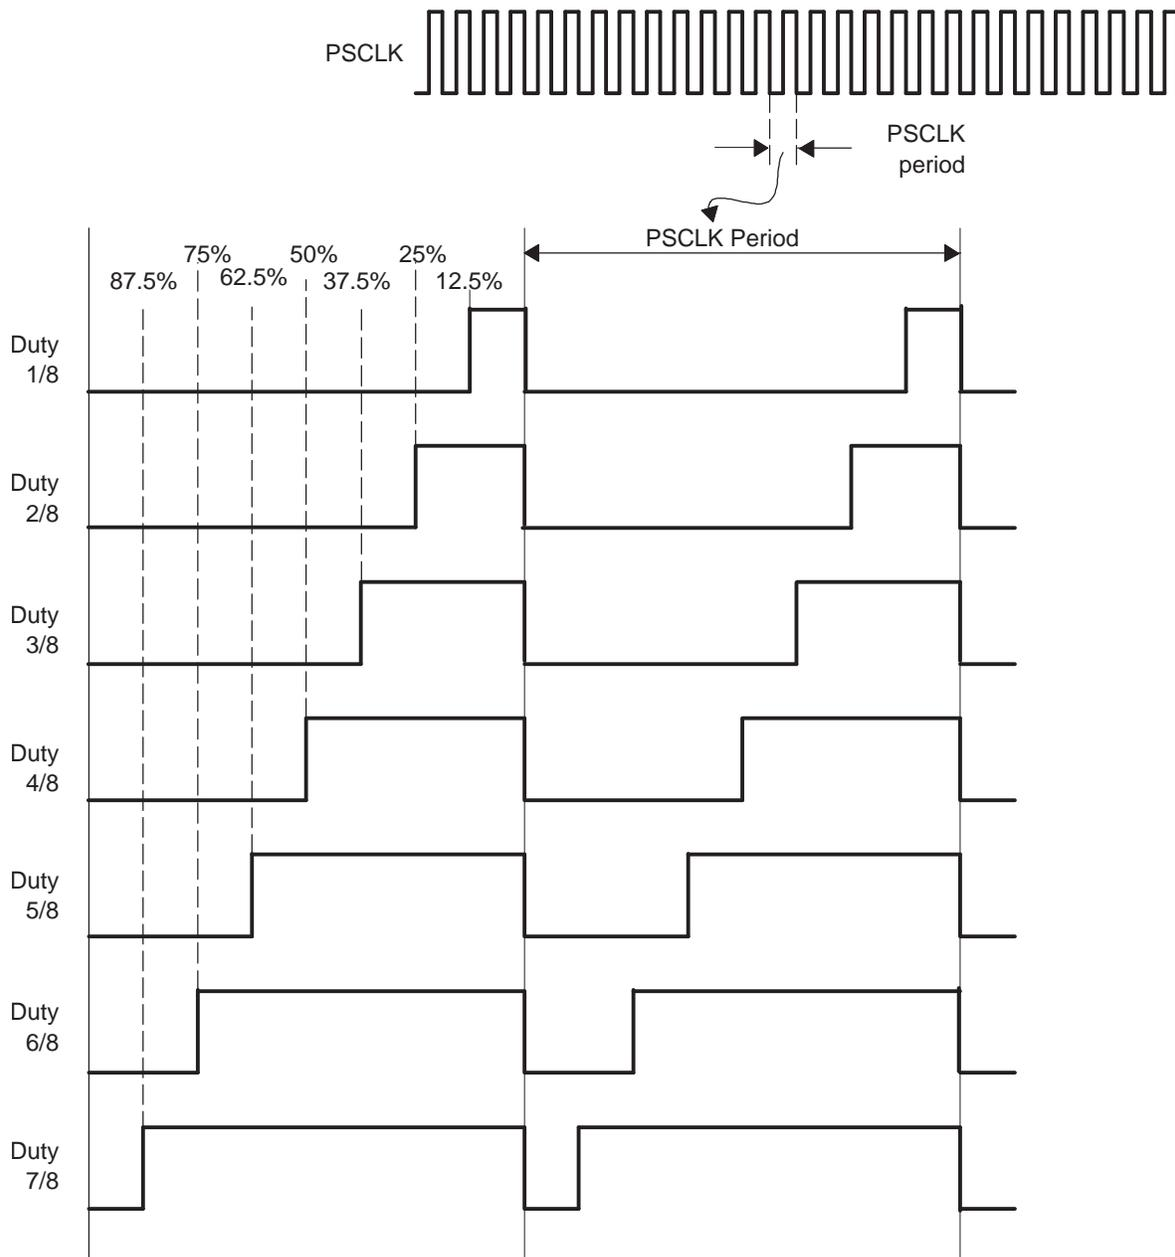 PSCLK
PSCLK
period
PSCLK Period
75%
50%
25%
87.5%
62.5%
37.5%
12.5%
Duty
1/8
Duty
2/8
Duty
3/8
Duty
4/8
Duty
5/8
Duty
6/8
Duty
7/8